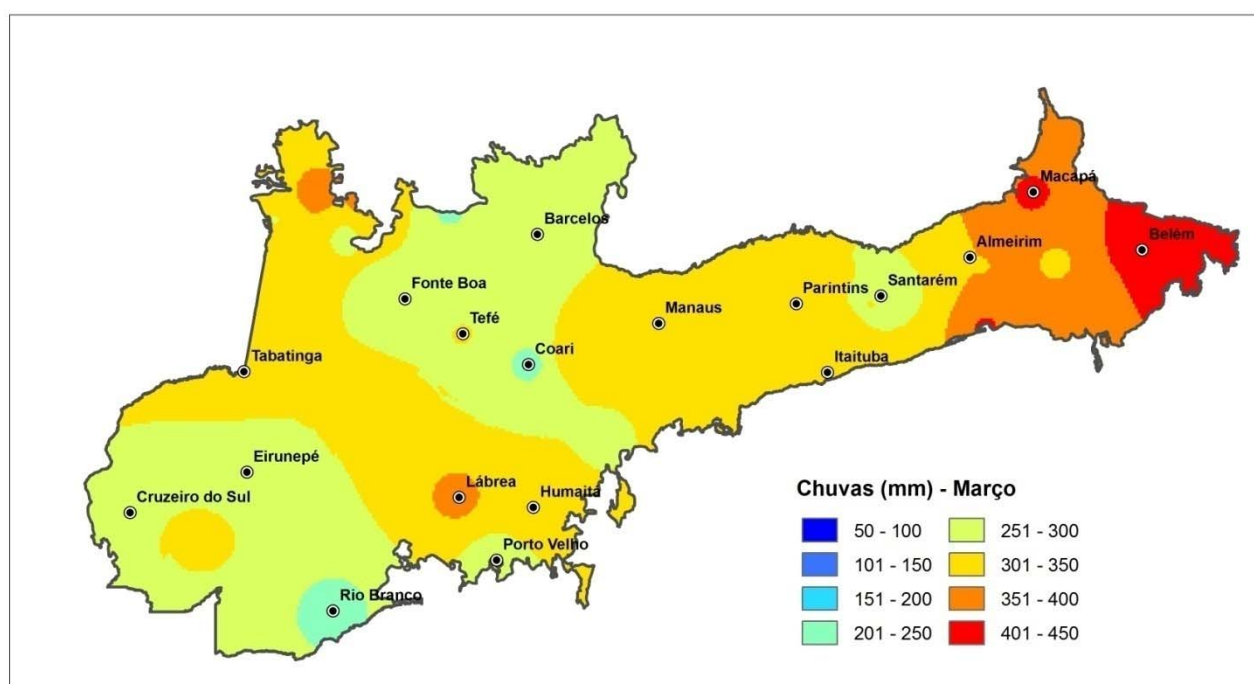 Macapá
Barcelos
Belém
Almeirim
Fonte Boa
Santarém
Parintins
Manaus
Tefé
Coari
Tabatinga
Itaituba
Eirunepé
Lábrea
Humaitá
Cruzeiro do Sul
Porto Velho
Rio Branco
Chuvas (mm) - Março
50 - 100
101 - 150
151 - 200
201 - 250
251 - 300
301 - 350
351 - 400
401 - 450